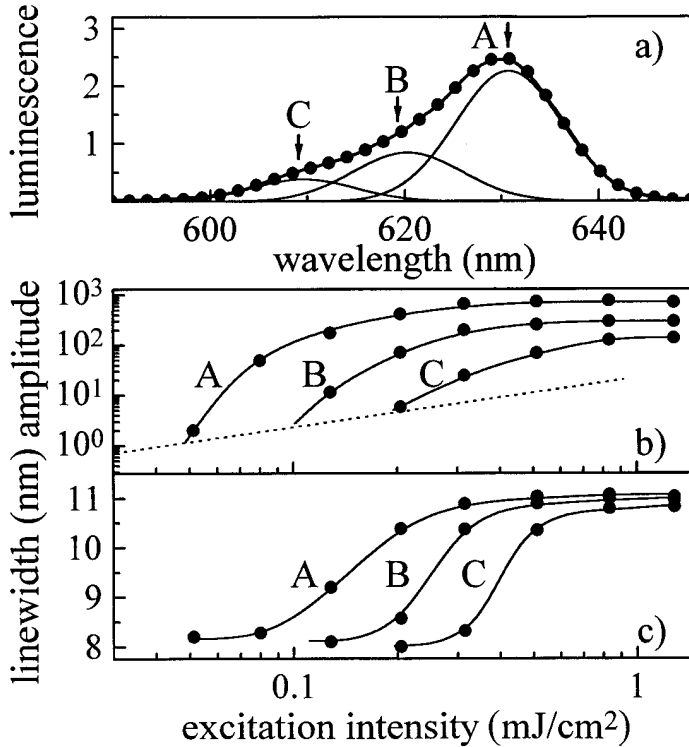 luminescence
3
2
1
a)
A
B
C
600
620
640
wavelength (nm)
linewidth (nm) amplitude
10³
10²
10¹
10⁰
A
B
C
b)
11
10
9
8
A
B
C
c)
0.1
1
excitation intensity (mJ/cm²)